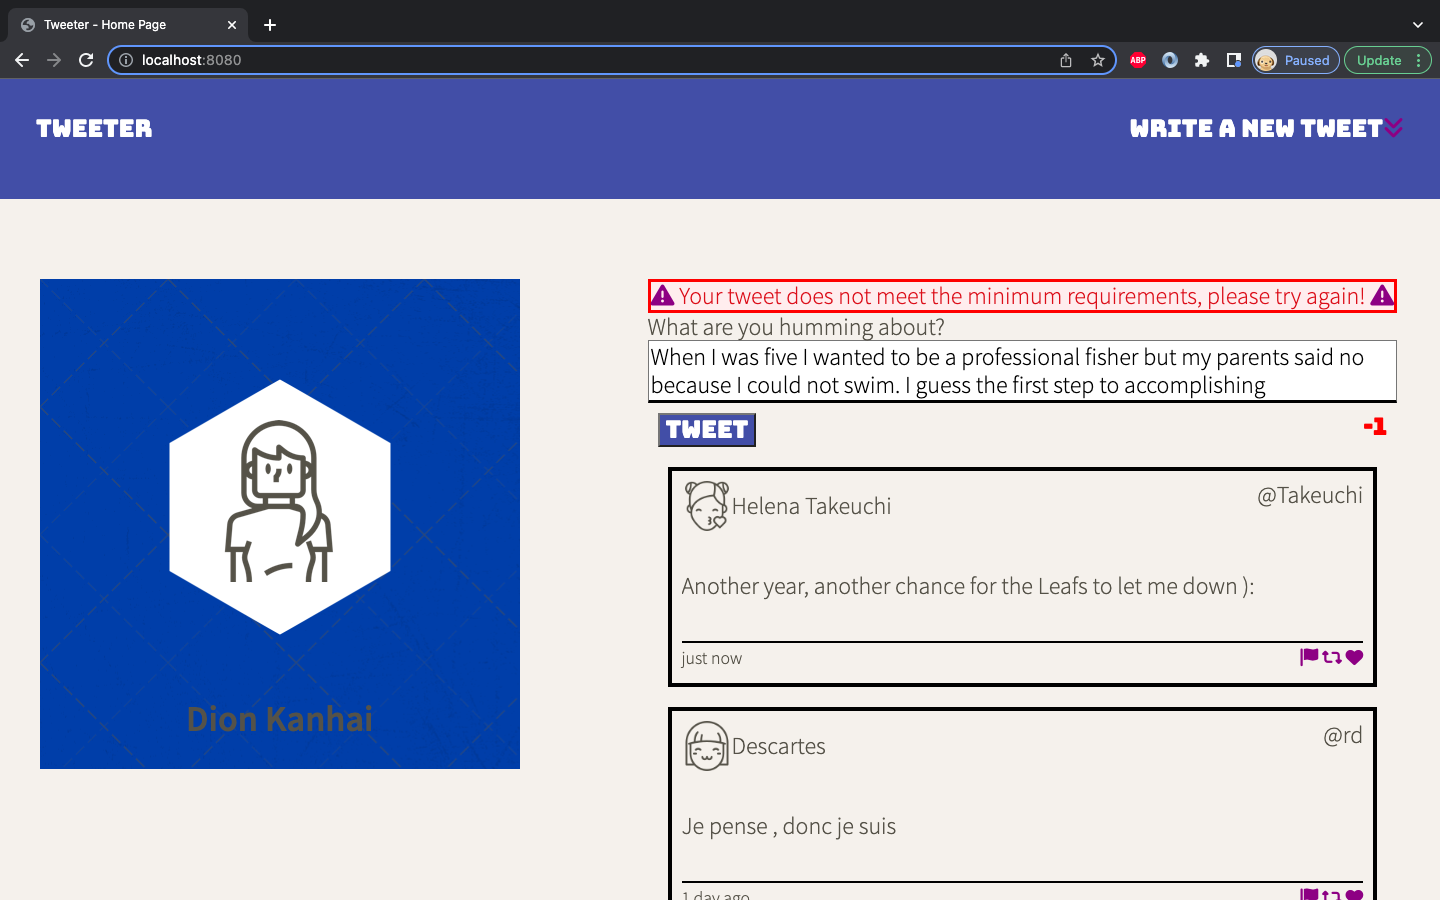 Tweeter - Home Page
localhost:8080
ABP
Paused
Update
TWEETER
WRITE A NEW TWEET
Your tweet does not meet the minimum requirements, please try again!
What are you humming about?
When I was five I wanted to be a professional fisher but my parents said no
because I could not swim. I guess the first step to accomplishing
TWEET
-1
Helena Takeuchi
@Takeuchi
Another year, another chance for the Leafs to let me down ):
just now
Dion Kanhai
Descartes
@rd
Je pense , donc je suis
1 day ago